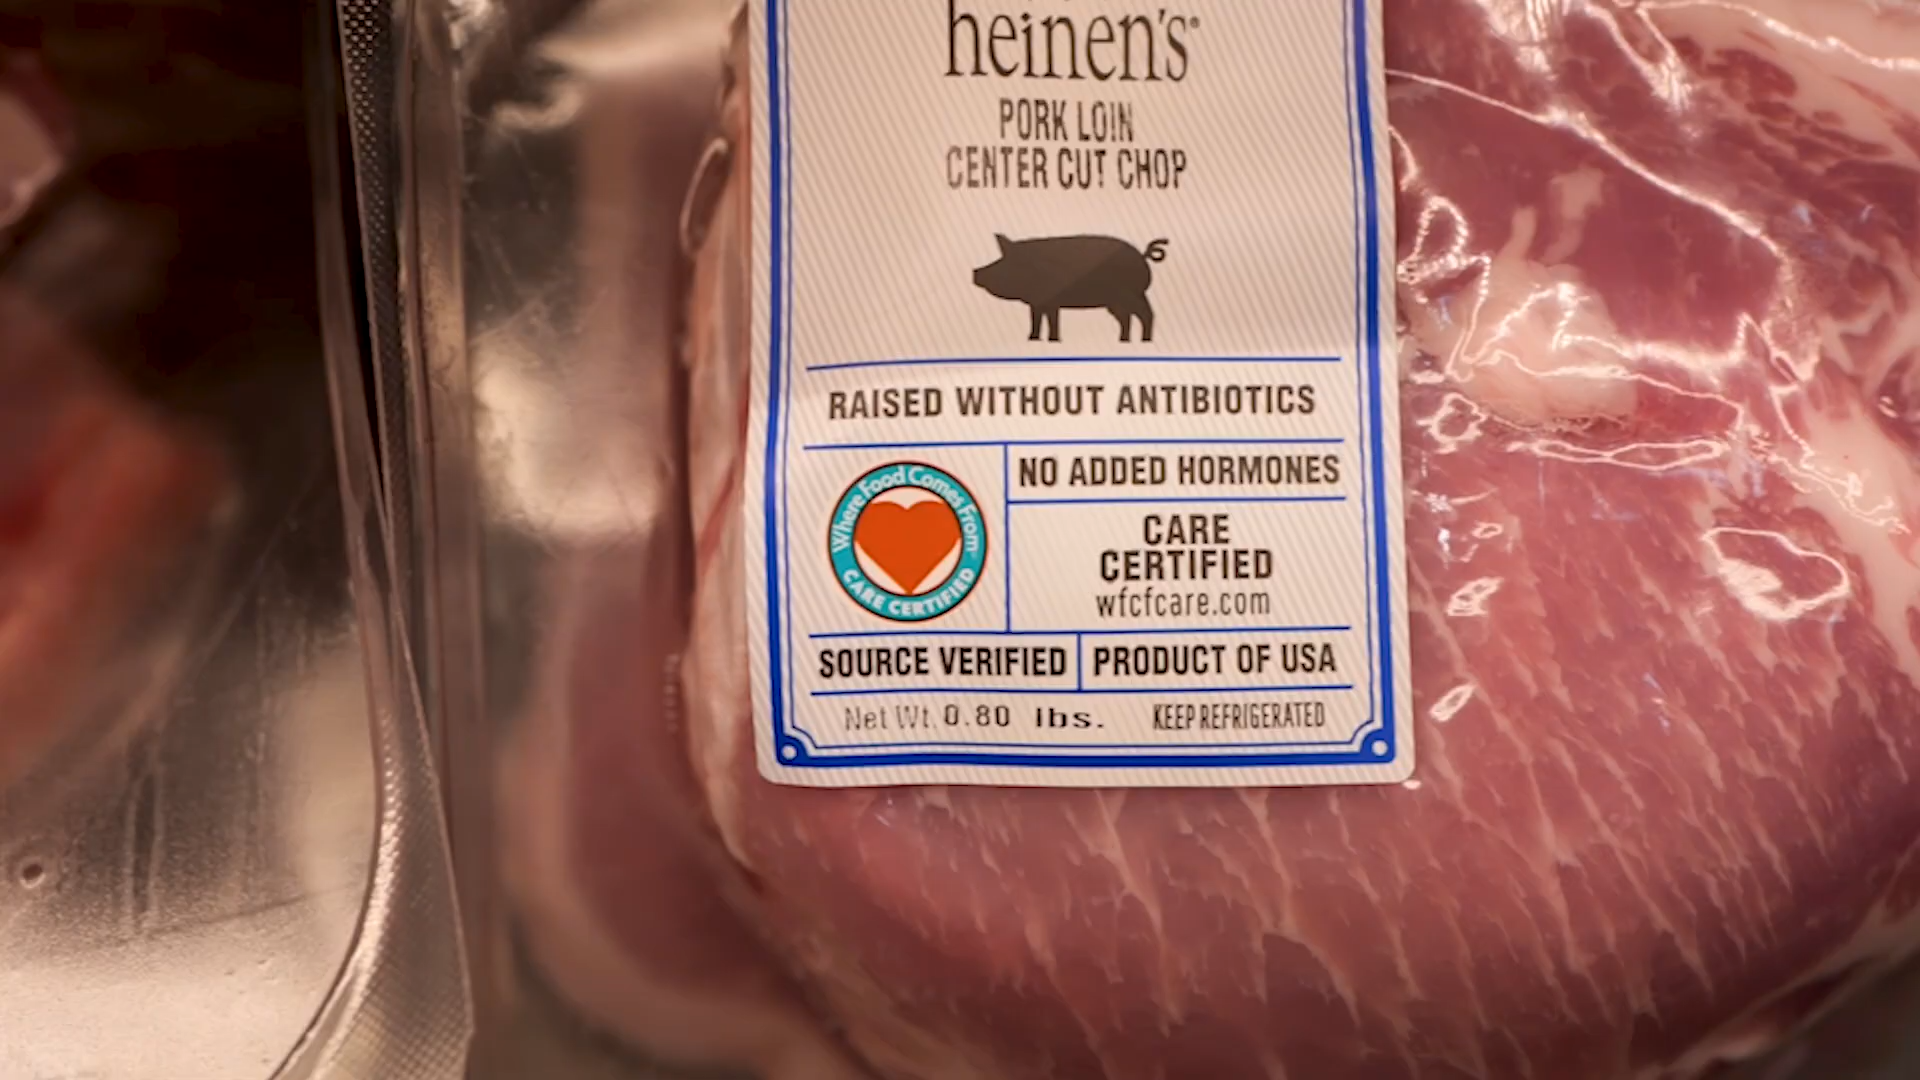 heinen's®
PORK LOIN
CENTER CUT CHOP
RAISED WITHOUT ANTIBIOTICS
Where Food Comes From
CARE CERTIFIED
NO ADDED HORMONES
CARE
CERTIFIED
wfcfcare.com
SOURCE VERIFIED
PRODUCT OF USA
Net Wt. 0.80 lbs.
KEEP REFRIGERATED